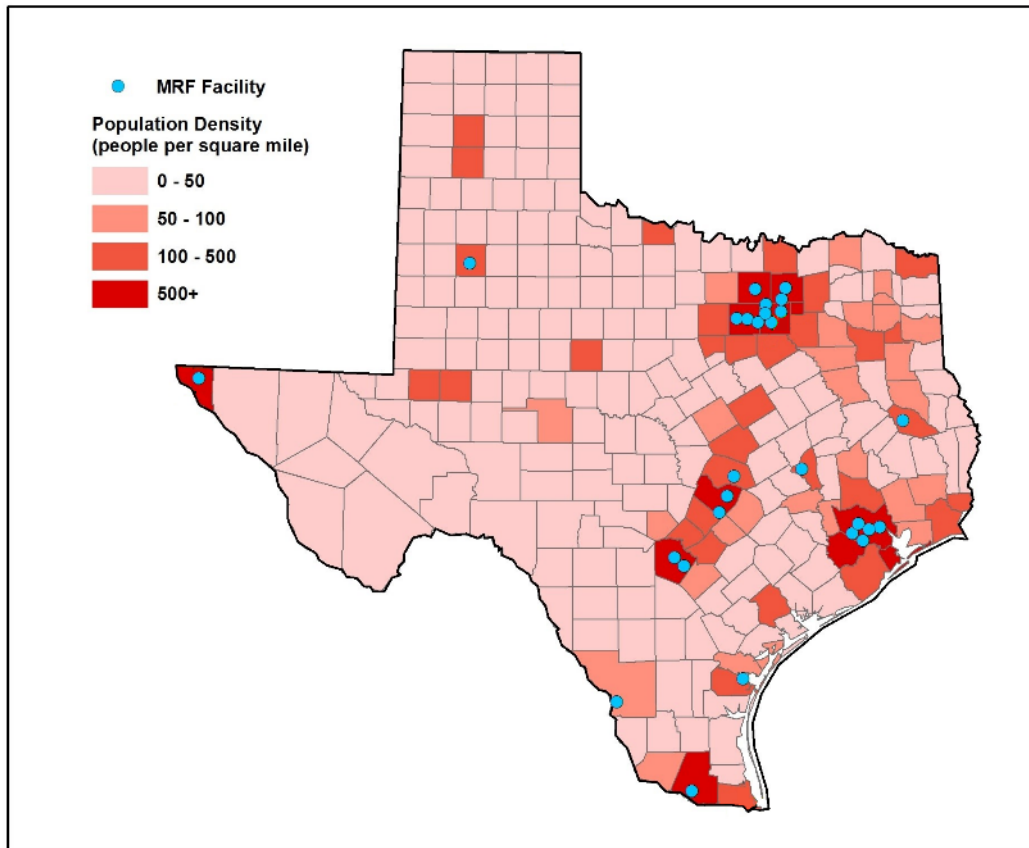 MRF Facility
Population Density
(people per square mile)
0 - 50
50 - 100
100 - 500
500+